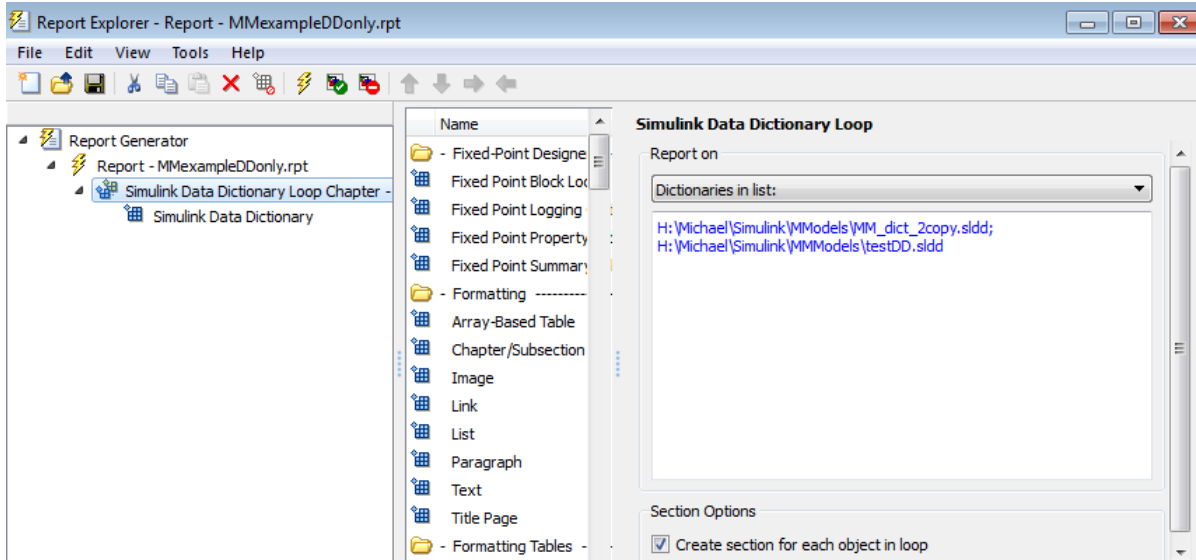 Report Explorer - Report - MMexampleDDonly.rpt
File Edit View Tools Help
Report Generator
Report - MMexampleDDonly.rpt
Simulink Data Dictionary Loop Chapter -
Simulink Data Dictionary
Name
- Fixed-Point Designe
Fixed Point Block Loo
Fixed Point Logging
Fixed Point Property
Fixed Point Summary
- Formatting ----------
Array-Based Table
Chapter/Subsection
Image
Link
List
Paragraph
Text
Title Page
- Formatting Tables -
Simulink Data Dictionary Loop
Report on
Dictionaries in list:
H:\Michael\Simulink\MModels\MM_dict_2copy.sldd;
H:\Michael\Simulink\MMModels\testDD.sldd
Section Options
Create section for each object in loop